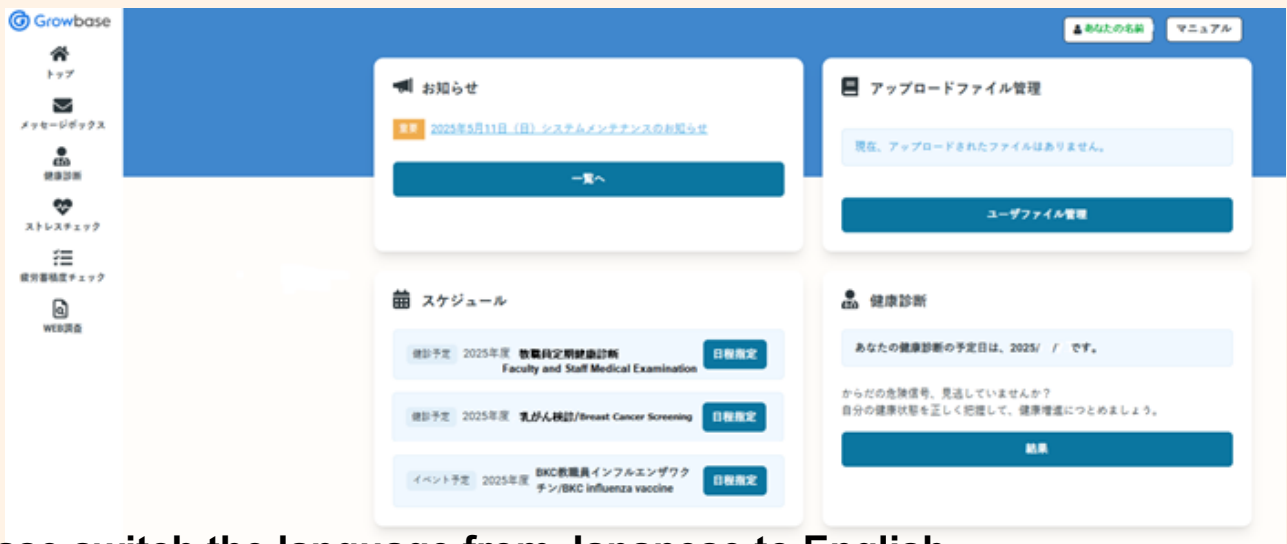 Growbase
あなたの名前
マニュアル
トップ
メッセージボックス
健康診断
ストレスチェック
疲労蓄積度チェック
WEB調査
お知らせ
重要 2025年5月11日（日）システムメンテナンスのお知らせ
一覧へ
アップロードファイル管理
現在、アップロードされたファイルはありません。
ユーザファイル管理
スケジュール
健診予定 2025年度 教職員定期健康診断 日程指定
Faculty and Staff Medical Examination
健診予定 2025年度 乳がん検診/Breast Cancer Screening 日程指定
イベント予定 2025年度 BKC教職員インフルエンザワク
チン/BKC influenza vaccine 日程指定
健康診断
あなたの健康診断の予定日は、2025/ / です。
からだの危険信号、見逃していませんか？
自分の健康状態を正しく把握して、健康増進につとめましょう。
結果
switch the language from Japanese to English